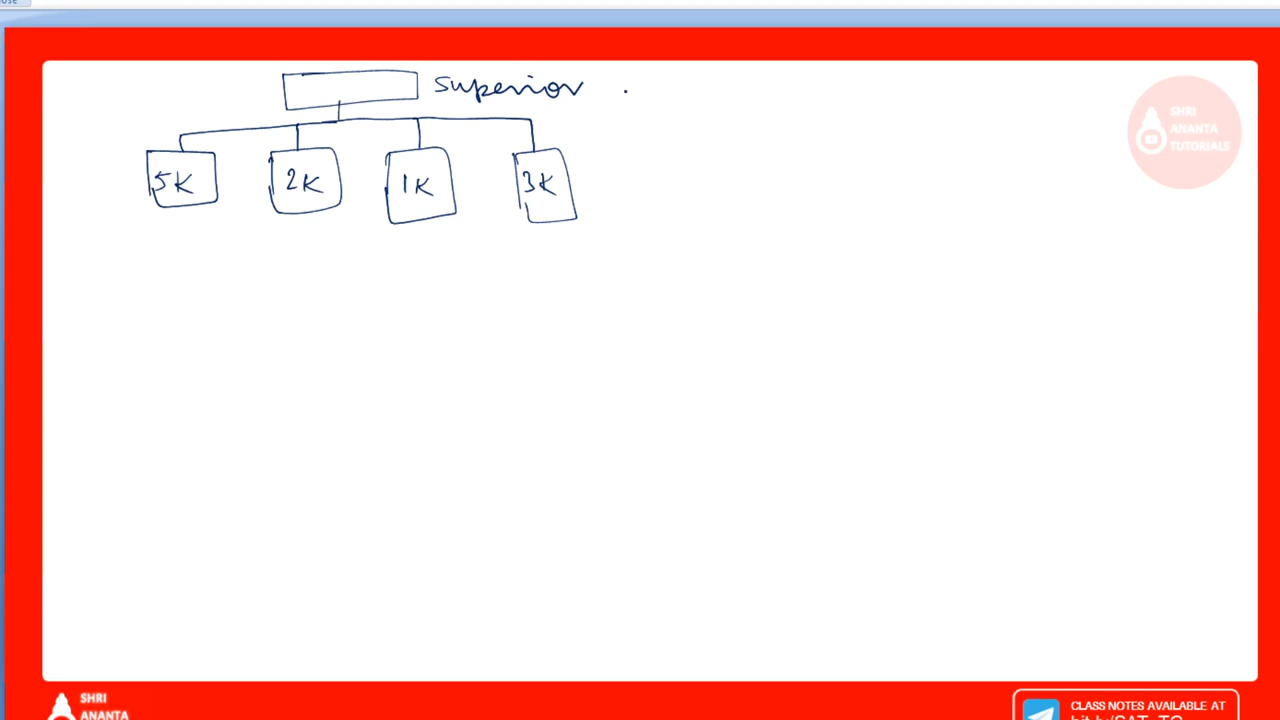 superior .
5K 2K 1K 3K
SHRI
ANANTA
TUTORIALS
SHRI
ANANTA
CLASS NOTES AVAILABLE AT